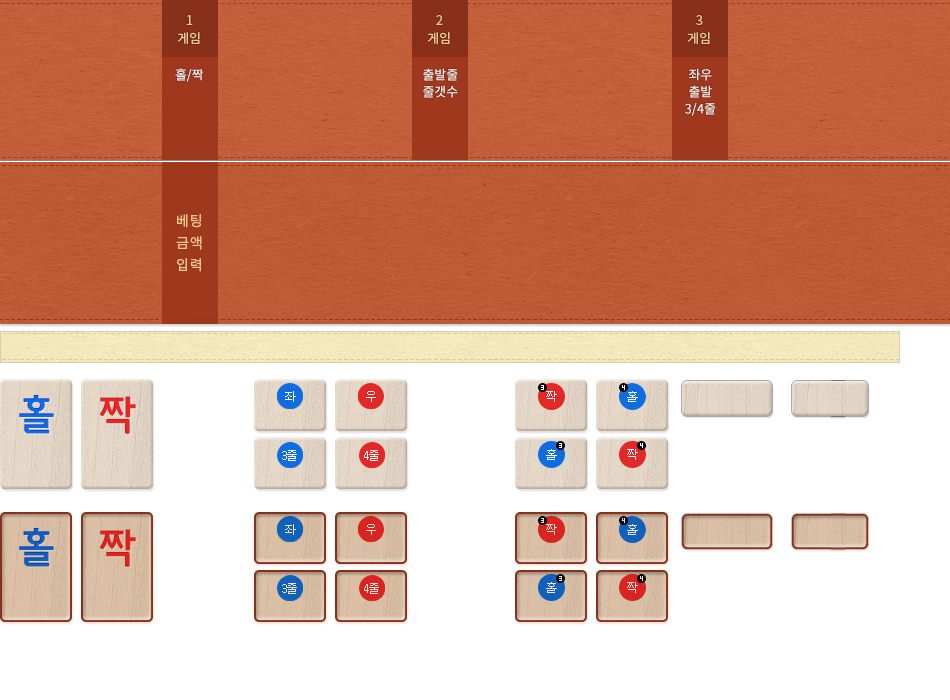 1
게임
홀/짝
2
게임
출발줄
줄갯수
3
게임
좌우
출발
3/4줄
베팅
금액
입력
홀 짝
좌 우
3줄 4줄
3 짝 4 홀
홀 3 짝 4
홀 짝
좌 우
3줄 4줄
3 짝 4 홀
홀 3 짝 4